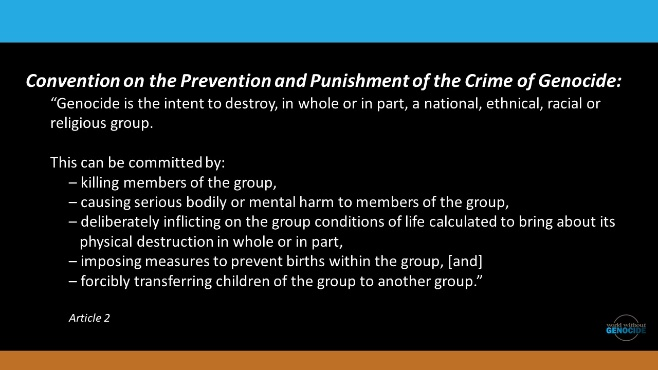 Convention on the Prevention and Punishment of the Crime of Genocide:
“Genocide is the intent to destroy, in whole or in part, a national, ethnical, racial or
religious group.
This can be committed by:
– killing members of the group,
– causing serious bodily or mental harm to members of the group,
– deliberately inflicting on the group conditions of life calculated to bring about its
physical destruction in whole or in part,
– imposing measures to prevent births within the group, [and]
– forcibly transferring children of the group to another group.”
Article 2
world without
GENOCIDE